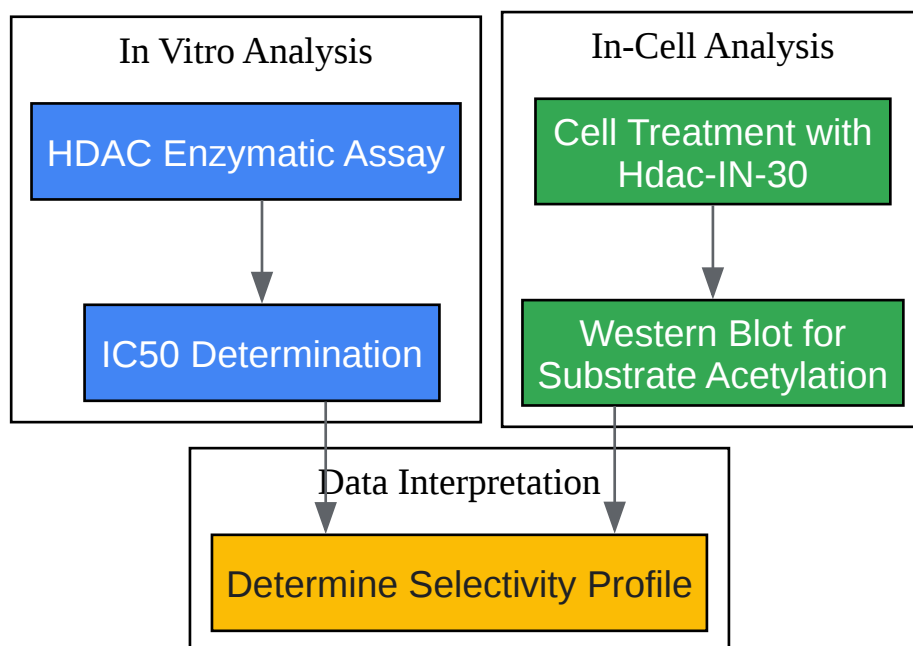 In Vitro Analysis
HDAC Enzymatic Assay
IC50 Determination
In-Cell Analysis
Cell Treatment with
Hdac-IN-30
Western Blot for
Substrate Acetylation
Data Interpretation
Determine Selectivity Profile